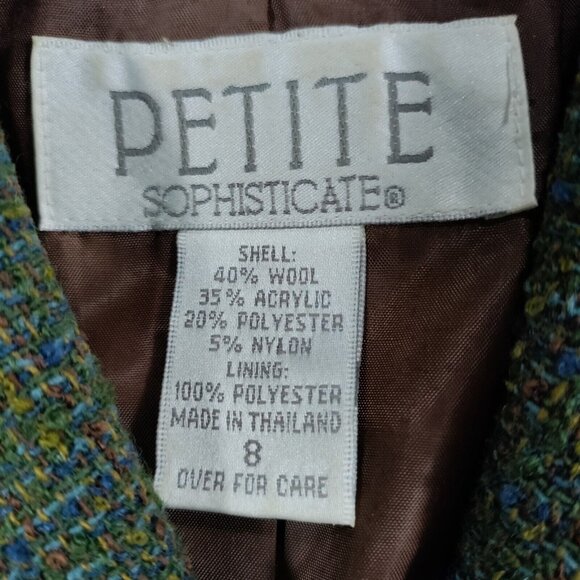 PETITE
SOPHISTICATE®
SHELL:
40% WOOL
35% ACRYLIC
20% POLYESTER
5% NYLON
LINING:
100% POLYESTER
MADE IN THAILAND
8
OVER FOR CARE